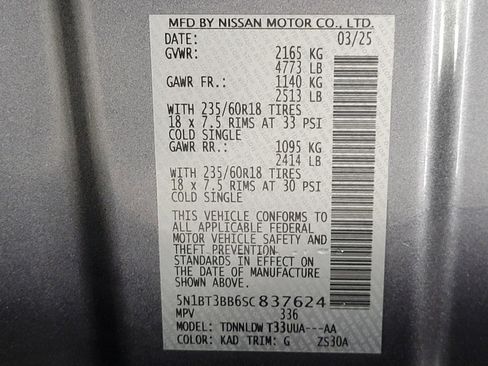 MFD BY NISSAN MOTOR CO., LTD.
DATE: 03/25
GVWR: 2165 KG
4773 LB
GAWR FR.: 1140 KG
2513 LB
WITH 235/60R18 TIRES
18 x 7.5 RIMS AT 33 PSI
COLD SINGLE
GAWR RR.: 1095 KG
2414 LB
WITH 235/60R18 TIRES
18 x 7.5 RIMS AT 30 PSI
COLD SINGLE
THIS VEHICLE CONFORMS TO
ALL APPLICABLE FEDERAL
MOTOR VEHICLE SAFETY AND
THEFT PREVENTION
STANDARDS IN EFFECT ON
THE DATE OF MANUFACTURE
SHOWN ABOVE.
5N1BT3BB6SC837624
MPV 336
MODEL: TDNNLDW T33UUA---AA
COLOR: KAD TRIM: G ZS30A